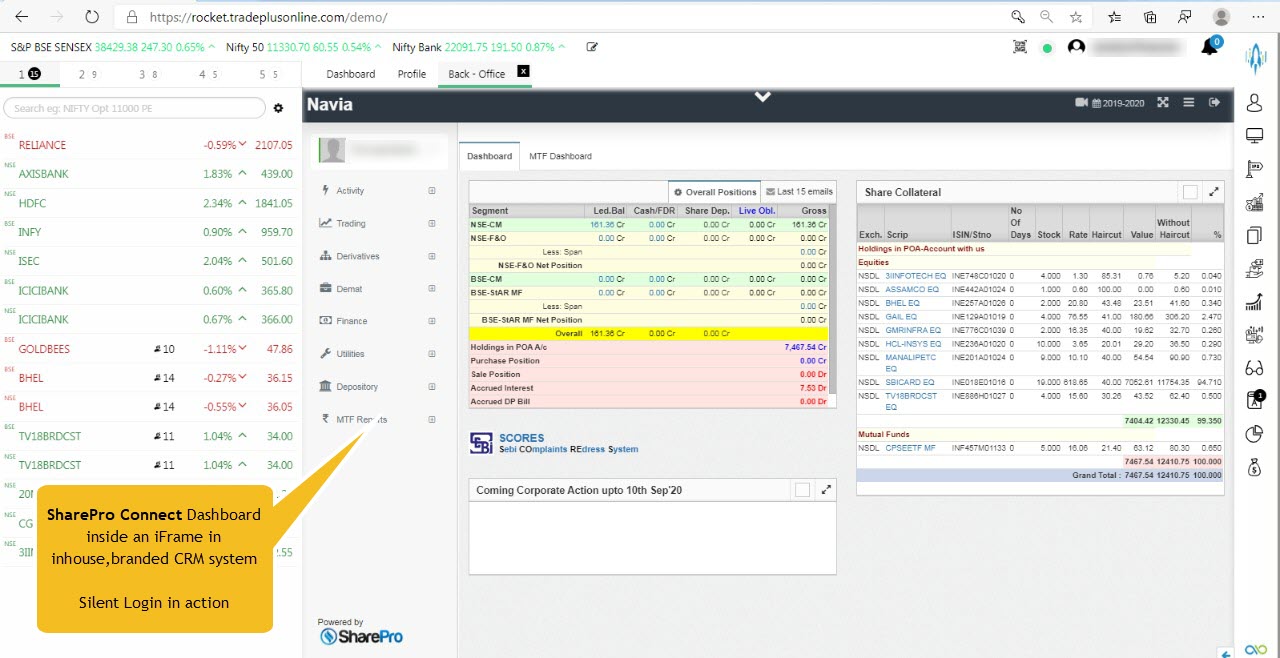 https://rocket.tradeplusonline.com/demo/
S&P BSE SENSEX 38429.38 247.30 0.65% Nifty 50 11330.70 60.55 0.54% Nifty Bank 22091.75 191.50 0.87%
0
1 15 2 9 3 8 4 5 5 5
Dashboard Profile Back - Office x
Search eg: NIFTY Opt 11000 PE
Navia
2019-2020
BSE RELIANCE -0.59% 2107.05
NSE AXISBANK 1.83% 439.00
NSE HDFC 2.34% 1841.05
NSE INFY 0.90% 959.70
NSE ISEC 2.04% 501.60
BSE ICICIBANK 0.60% 365.80
NSE ICICIBANK 0.67% 366.00
NSE GOLDBEES 10 -1.11% 47.86
BSE BHEL 14 -0.27% 36.15
NSE BHEL 14 -0.55% 36.05
BSE TV18BRDCST 11 1.04% 34.00
NSE TV18BRDCST 11 1.04% 34.00
NSE
NSE CG
NSE
SharePro Connect Dashboard
inside an iFrame in
inhouse,branded CRM system
Silent Login in action
Activity
Trading
Derivatives
Demat
Finance
Utilities
Depository
MTF
Powered by
SharePro
Dashboard MTF Dashboard
Overall Positions Last 15 emails
Segment Led.Bal Cash/FDR Share Dep. Live Obl. Gross
NSE-CM 161.36 Cr 0.00 Cr 0.00 Cr 0.00 Cr 161.36 Cr
NSE-F&O 0.00 Cr 0.00 Cr 0.00 Cr 0.00 Cr 0.00 Cr
Less: Span 0.00 Cr
NSE-F&O Net Position 0.00 Cr
BSE-CM 0.00 Cr 0.00 Cr 0.00 Cr 0.00 Cr 0.00 Cr
BSE-StAR MF 0.00 Cr 0.00 Cr 0.00 Cr 0.00 Cr 0.00 Cr
Less: Span 0.00 Cr
BSE-StAR MF Net Position 0.00 Cr
Overall 161.36 Cr 0.00 Cr 0.00 Cr
Holdings in POA A/c 7,467.54 Cr
Purchase Position 0.00 Cr
Sale Position 0.00 Dr
Accrued Interest 7.53 Dr
Accrued DP Bill 0.00 Dr
SEBI
SCORES
Sebi COmplaints REdress System
Coming Corporate Action upto 10th Sep'20
Share Collateral
Exch. Scrip ISIN/Stno No Of Days Stock Rate Haircut Value Without Haircut %
Holdings in POA-Account with us
Equities
NSDL 3IINFOTECH EQ INE748C01020 0 4.000 1.30 85.31 0.76 5.20 0.040
NSDL ASSAMCO EQ INE442A01024 0 1.000 0.60 100.00 0.00 0.60 0.010
NSDL BHEL EQ INE257A01026 0 2.000 20.80 43.48 23.51 41.60 0.340
NSDL GAIL EQ INE129A01019 0 4.000 76.55 41.00 180.66 306.20 2.470
NSDL GMRINFRA EQ INE776C01039 0 2.000 16.35 40.00 19.62 32.70 0.260
NSDL HCL-INSYS EQ INE236A01020 0 10.000 3.65 20.01 29.20 36.50 0.290
NSDL MANALIPETC EQ INE201A01024 0 9.000 10.10 40.00 54.54 90.90 0.730
NSDL SBICARD EQ INE018E01016 0 19.000 618.65 40.00 7052.61 11754.35 94.710
NSDL TV18BRDCST EQ INE886H01027 0 4.000 15.60 30.26 43.52 62.40 0.500
7404.42 12330.45 99.350
Mutual Funds
NSDL CPSEETF MF INF457M01133 0 5.000 16.06 21.40 63.12 80.30 0.650
7467.54 12410.75 100.000
Grand Total : 7467.54 12410.75 100.000
1